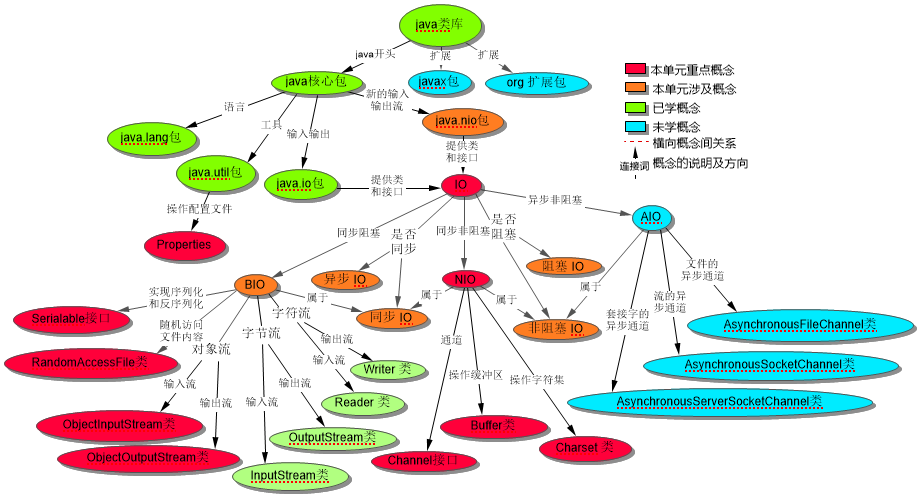 java类库
java开头
扩展
扩展
java核心包
javax包
org 扩展包
本单元重点概念
本单元涉及概念
已学概念
未学概念
横向概念间关系
连接词
概念的说明及方向
语言
工具
输入输出
新的输入
输出流
java.lang包
java.nio包
java.util包
java.io包
提供类
和接口
提供类
和接口
IO
操作配置文件
Properties
异步非阻塞
AIO
同步阻塞
是否
同步
同步非阻塞
是否
阻塞
BIO
异步 IO
NIO
阻塞 IO
文件的
异步通道
实现序列化
和反序列化
Serialable接口
字符流
属于
同步 IO
属于
属于
非阻塞 IO
属于
套接字的
异步通道
流的异
步通道
AsynchronousFileChannel类
随机访问
文件内容
RandomAccessFile 类
对象流
字节流
输出流
输入流
Writer 类
通道
操作缓冲区
操作字符集
AsynchronousSocketChannel类
AsynchronousServerSocketChannel类
输入流
输出流
输入流
输出流
Reader 类
ObjectInputStream类
ObjectOutputStream类
OutputStream类
InputStream类
Buffer类
Channel接口
Charset 类